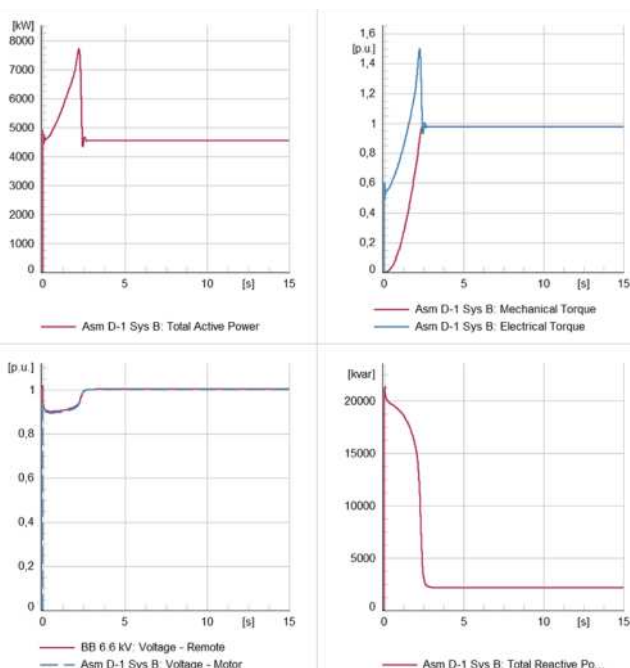 [kW]
8000
7000
6000
5000
4000
3000
2000
1000
0
0 5 10 [s] 15
Asm D-1 Sys B: Total Active Power
1,6
[p.u.]
1,4
1,2
1
0,8
0,6
0,4
0,2
0
0 5 [s] 15
Asm D-1 Sys B: Mechanical Torque
Asm D-1 Sys B: Electrical Torque
[p.u.]
1
0,8
0,6
0,4
0,2
0
0 5 10 [s] 15
BB 6.6 kV: Voltage - Remote
Asm D-1 Sys B: Voltage - Motor
[kvar]
20000
15000
10000
5000
0
0 5 10 [s] 15
Asm D-1 Sys B: Total Reactive Po...